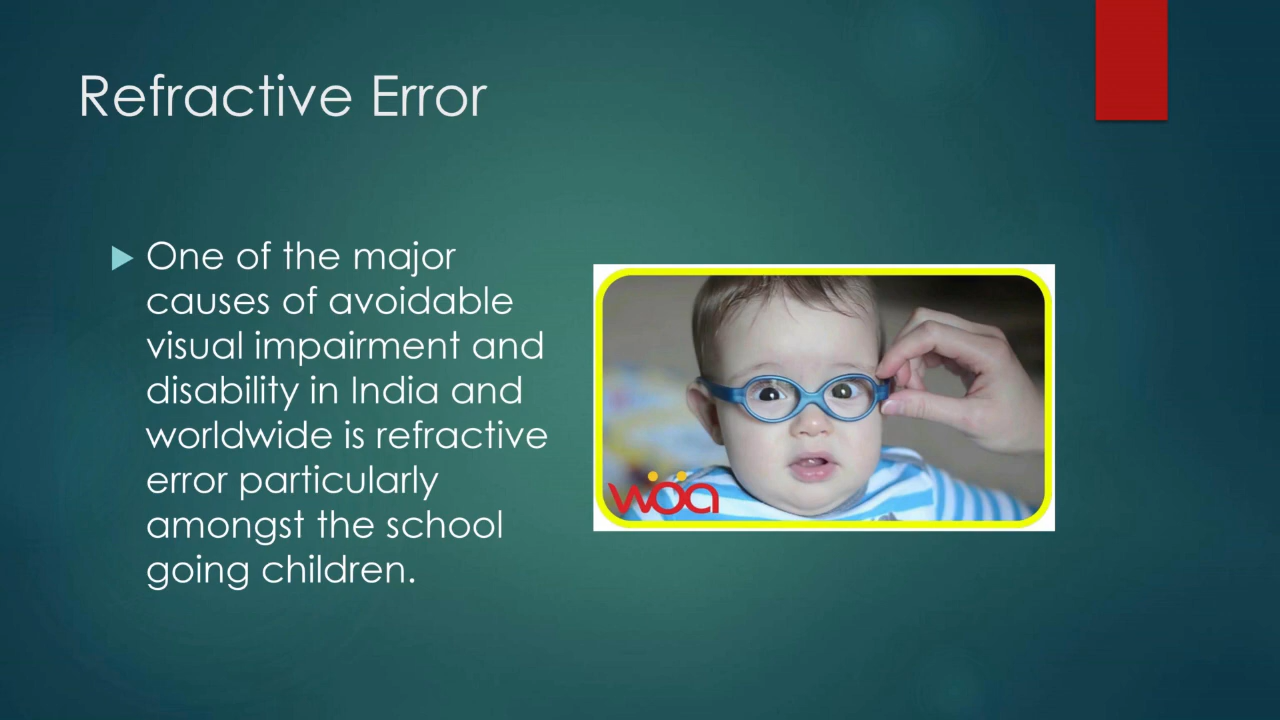 Refractive Error
One of the major
causes of avoidable
visual impairment and
disability in India and
worldwide is refractive
error particularly
amongst the school
going children.
wöä